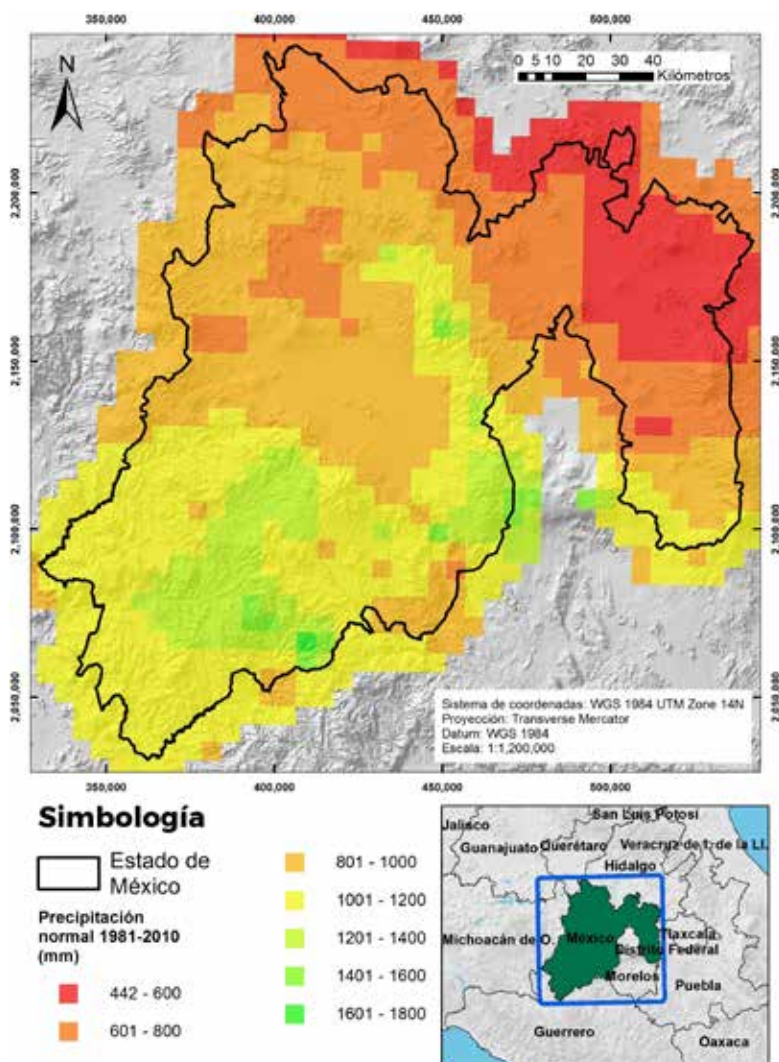 350,000 400,000 450,000 500,000
N
0 5 10 20 30 40
Kilómetros
2,200,000 2,200,000
2,150,000 2,150,000
2,100,000 2,100,000
2,050,000 2,050,000
Sistema de coordenadas: WGS 1984 UTM Zone 14N
Proyección: Transverse Mercator
Datum: WGS 1984
Escala: 1:1,200,000
350,000 400,000 450,000 500,000
Simbología
Estado de
México
Precipitación
normal 1981-2010
(mm)
442 - 600
601 - 800
801 - 1000
1001 - 1200
1201 - 1400
1401 - 1600
1601 - 1800
San Luis Potosí
Jalisco
Guanajuato Querétaro Veracruz de I. de la Ll.
Hidalgo
Michoacán de O. México Tlaxcala
Distrito Federal
Morelos
Puebla
Guerrero
Oaxaca